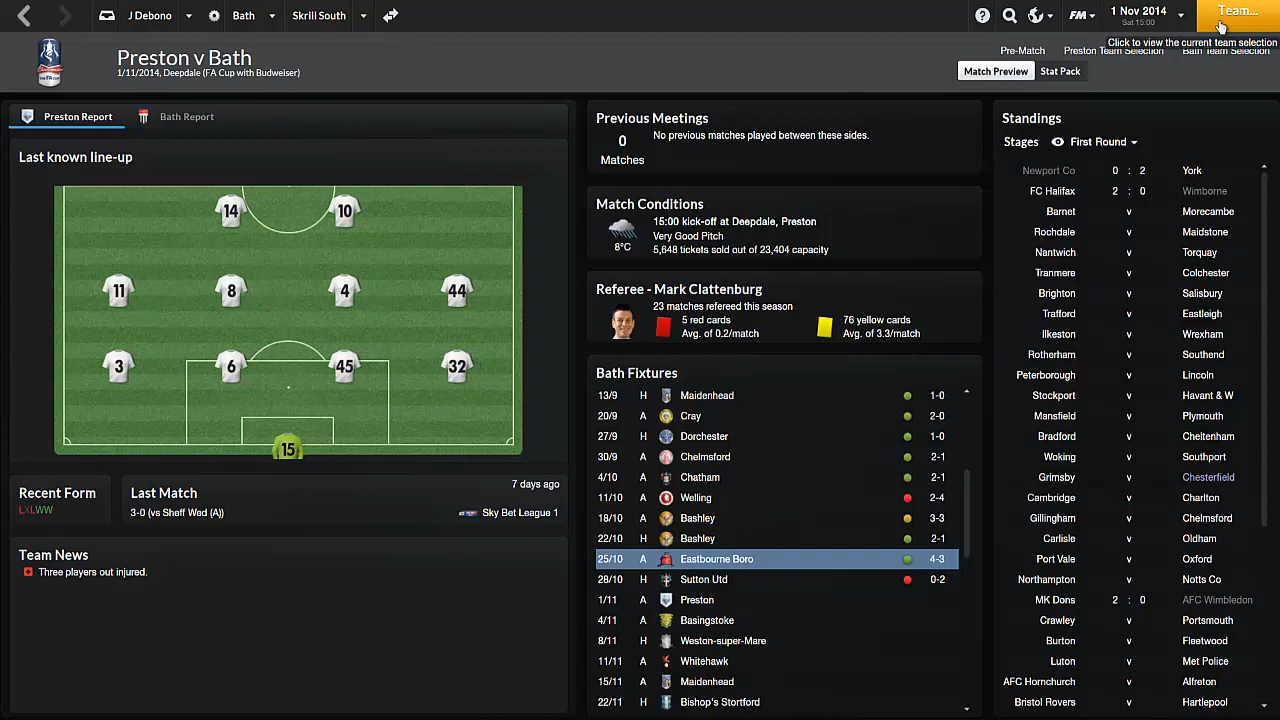 J Debono
Bath
Skrill South
FM
1 Nov 2014
Sat 15:00
Team...
Click to view the current team selection
Preston v Bath
1/11/2014, Deepdale (FA Cup with Budweiser)
Pre-Match
Preston Team Selection
Bath Team Selection
Match Preview
Stat Pack
Preston Report
Bath Report
Last known line-up
14
10
11
8
4
44
3
6
45
32
15
Recent Form
LXLWW
Last Match
7 days ago
3-0 (vs Sheff Wed (A))
Sky Bet League 1
Team News
Three players out injured.
Previous Meetings
0
Matches
No previous matches played between these sides.
Match Conditions
8°C
15:00 kick-off at Deepdale, Preston
Very Good Pitch
5,648 tickets sold out of 23,404 capacity
Referee - Mark Clattenburg
23 matches refereed this season
5 red cards
Avg. of 0.2/match
76 yellow cards
Avg. of 3.3/match
Bath Fixtures
13/9 H Maidenhead 1-0
20/9 A Cray 2-0
27/9 H Dorchester 1-0
30/9 A Chelmsford 2-1
4/10 A Chatham 2-1
11/10 A Welling 2-4
18/10 A Bashley 3-3
22/10 H Bashley 2-1
25/10 A Eastbourne Boro 4-3
28/10 H Sutton Utd 0-2
1/11 A Preston
4/11 A Basingstoke
8/11 H Weston-super-Mare
11/11 A Whitehawk
15/11 A Maidenhead
22/11 H Bishop's Stortford
Standings
Stages First Round
Newport Co 0 : 2 York
FC Halifax 2 : 0 Wimborne
Barnet v Morecambe
Rochdale v Maidstone
Nantwich v Torquay
Tranmere v Colchester
Brighton v Salisbury
Trafford v Eastleigh
Ilkeston v Wrexham
Rotherham v Southend
Peterborough v Lincoln
Stockport v Havant & W
Mansfield v Plymouth
Bradford v Cheltenham
Woking v Southport
Grimsby v Chesterfield
Cambridge v Charlton
Gillingham v Chelmsford
Carlisle v Oldham
Port Vale v Oxford
Northampton v Notts Co
MK Dons 2 : 0 AFC Wimbledon
Crawley v Portsmouth
Burton v Fleetwood
Luton v Met Police
AFC Hornchurch v Alfreton
Bristol Rovers v Hartlepool